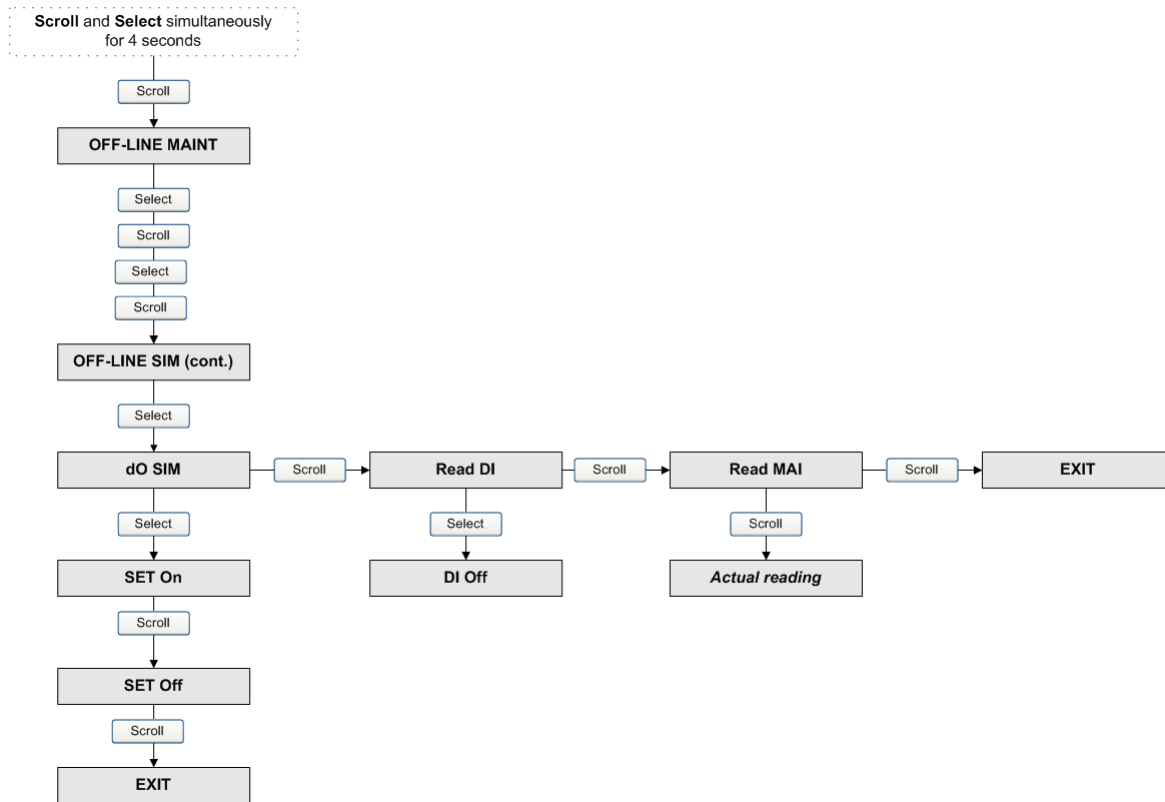 Scroll and Select simultaneously
for 4 seconds
Scroll
OFF-LINE MAINT
Select
Scroll
Select
Scroll
OFF-LINE SIM (cont.)
Select
dO SIM
Scroll
Read DI
Scroll
Read MAI
Scroll
EXIT
Select
Select
Scroll
SET On
DI Off
Actual reading
Scroll
SET Off
Scroll
EXIT